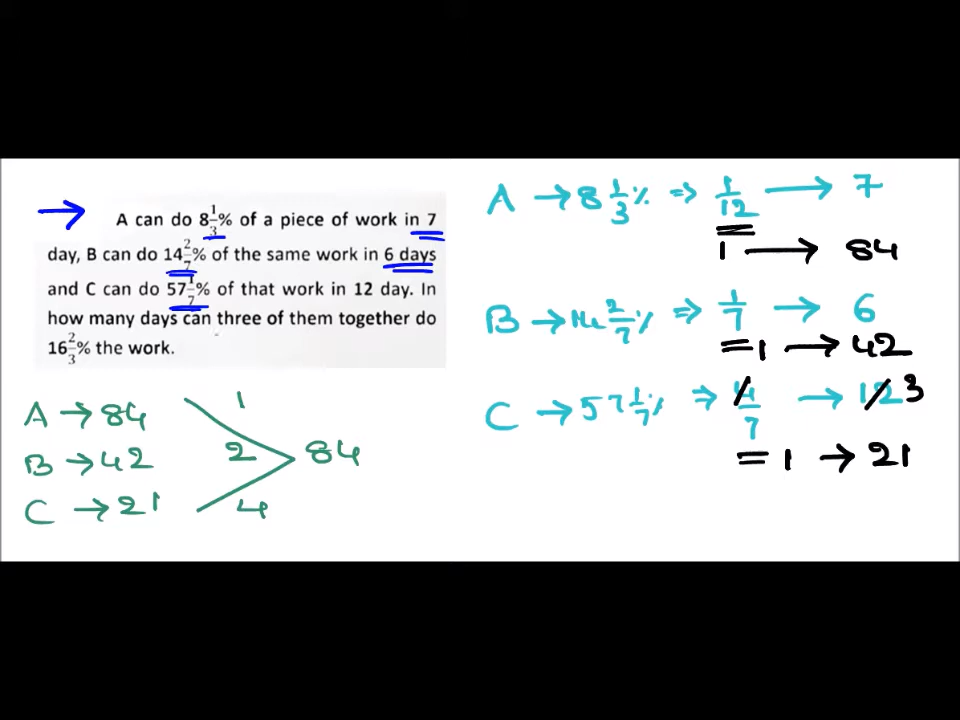 A can do 8 1/3% of a piece of work in 7
day, B can do 14 2/7% of the same work in 6 days
and C can do 57 1/7% of that work in 12 day. In
how many days can three of them together do
16 2/3% the work.
A → 84 1
B → 42 2 84
C → 21 4
A → 8 1/3 % ⇒ 1/12 → 7
1 → 84
B → 14 2/7 % ⇒ 1/7 → 6
= 1 → 42
C → 57 1/7 % ⇒ 4/7 → 12 3
= 1 → 21